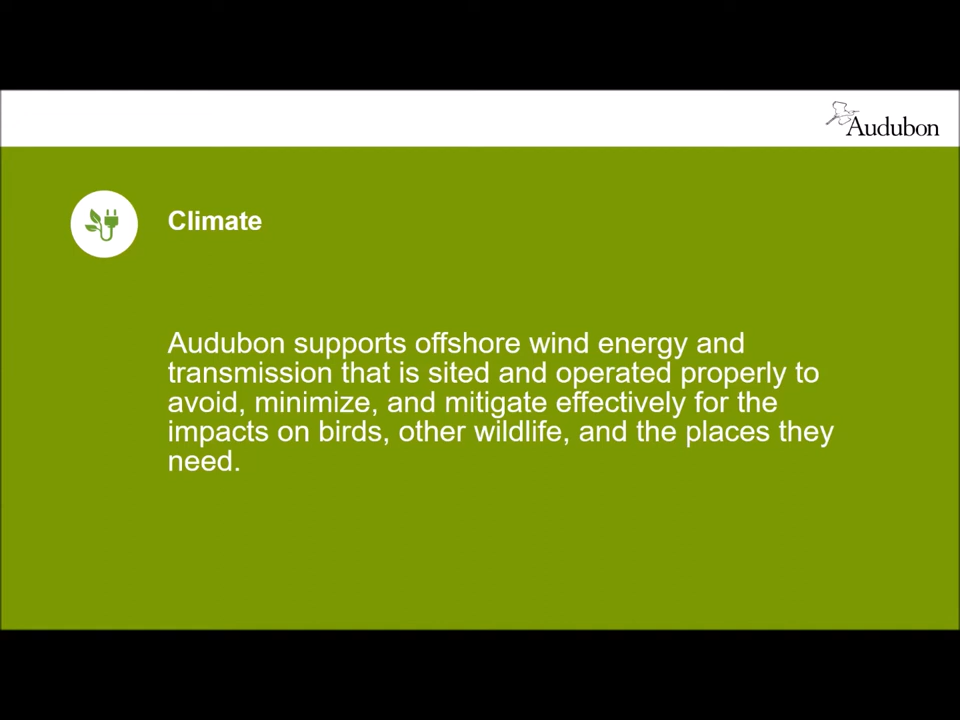 Audubon
Climate
Audubon supports offshore wind energy and
transmission that is sited and operated properly to
avoid, minimize, and mitigate effectively for the
impacts on birds, other wildlife, and the places they
need.